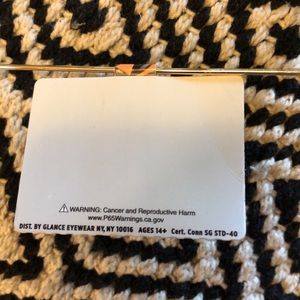 ⚠ WARNING: Cancer and Reproductive Harm
www.P65Warnings.ca.gov
DIST. BY GLANCE EYEWEAR NY, NY 10016 AGES 14+ Cert. Conn SG STD-40